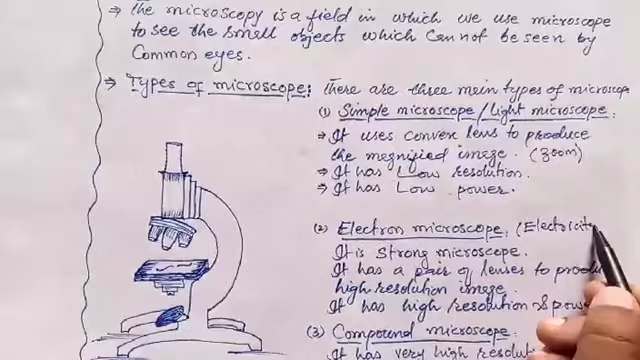 ⇒ The microscopy is a field in which we use microscope
to see the small objects which cannot be seen by
Common eyes.
⇒ Types of microscope: There are three main types of microscope
(1) Simple microscope/Light microscope.
⇒ It uses convex lens to produce
the megnified image. (Zoom)
⇒ It has Low resolution.
⇒ It has Low power.
(2) Electron microscope: (Electricity
It is strong microscope.
It has a pair of lenses to produce
high resolution image.
It has high resolution & power
(3) Compound microscope:
It has very high